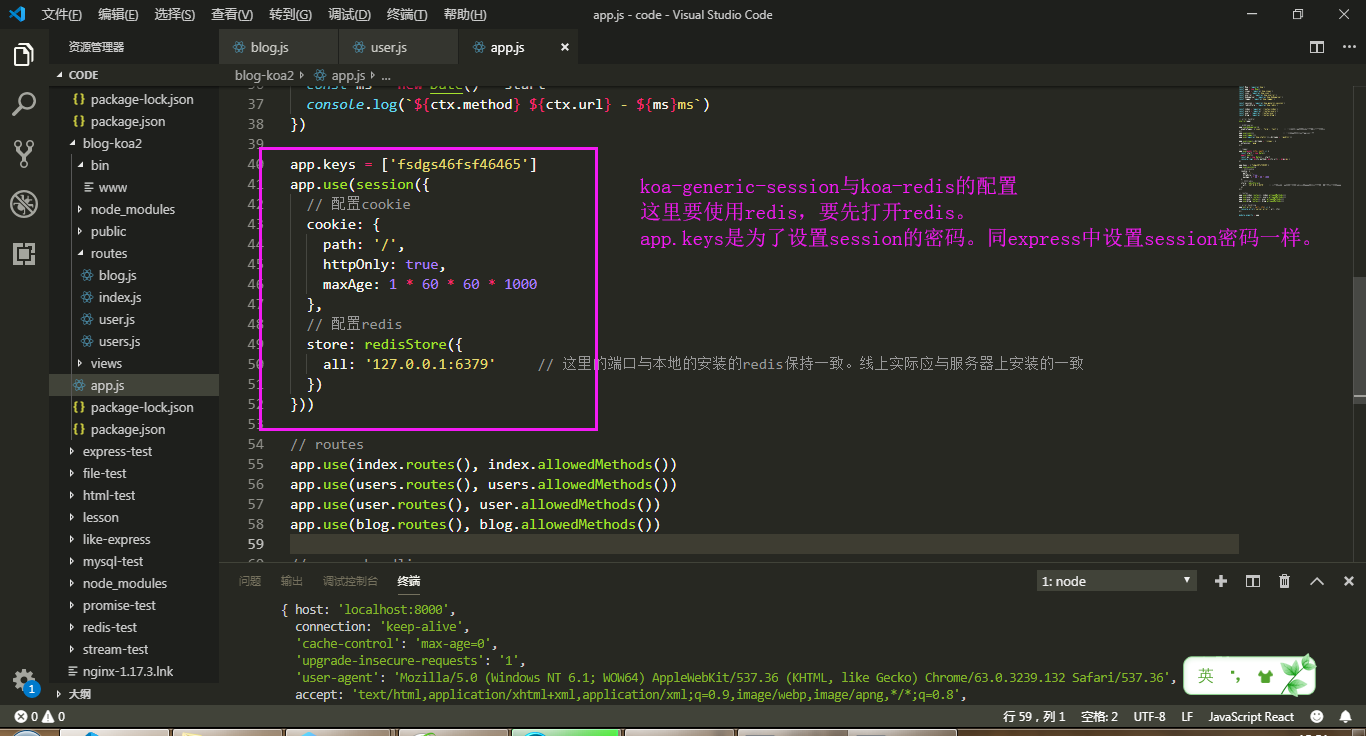 文件(F) 编辑(E) 选择(S) 查看(V) 转到(G) 调试(D) 终端(T) 帮助(H) app.js - code - Visual Studio Code
资源管理器
blog.js user.js app.js
CODE
package-lock.json
package.json
blog-koa2
bin
www
node_modules
public
routes
blog.js
index.js
user.js
users.js
views
app.js
package-lock.json
package.json
express-test
file-test
html-test
lesson
like-express
mysql-test
node_modules
promise-test
redis-test
stream-test
nginx-1.17.3.lnk
大纲
blog-koa2 app.js ...
36 const ms = new Date() - start
37 console.log(`${ctx.method} ${ctx.url} - ${ms}ms`)
38 })
39
40 app.keys = ['fsdgs46fsf46465']
41 app.use(session({
42 // 配置cookie
43 cookie: {
44 path: '/',
45 httpOnly: true,
46 maxAge: 1 * 60 * 60 * 1000
47 },
48 // 配置redis
49 store: redisStore({
50 all: '127.0.0.1:6379' // 这里的端口与本地的安装的redis保持一致。线上实际应与服务器上安装的一致
51 })
52 }))
53
54 // routes
55 app.use(index.routes(), index.allowedMethods())
56 app.use(users.routes(), users.allowedMethods())
57 app.use(user.routes(), user.allowedMethods())
58 app.use(blog.routes(), blog.allowedMethods())
59
koa-generic-session与koa-redis的配置
这里要使用redis，要先打开redis。
app.keys是为了设置session的密码。同express中设置session密码一样。
问题 输出 调试控制台 终端 1: node
{ host: 'localhost:8000',
connection: 'keep-alive',
'cache-control': 'max-age=0',
'upgrade-insecure-requests': '1',
'user-agent': 'Mozilla/5.0 (Windows NT 6.1; WOW64) AppleWebKit/537.36 (KHTML, like Gecko) Chrome/63.0.3239.132 Safari/537.36',
accept: 'text/html,application/xhtml+xml,application/xml;q=0.9,image/webp,image/apng,*/*;q=0.8',
英
1
0 0 行 59，列 1 空格: 2 UTF-8 LF JavaScript React